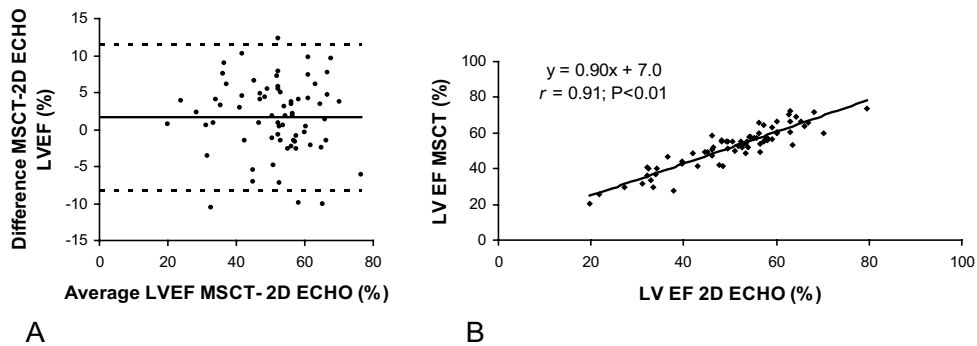 Difference MSCT-2D ECHO
LVEF (%)
15
10
5
0
-5
-10
-15
0
20
40
60
80
Average LVEF MSCT- 2D ECHO (%)
A
y = 0.90x + 7.0
r = 0.91; P<0.01
LV EF MSCT (%)
100
80
60
40
20
0
0
20
40
60
80
100
LV EF 2D ECHO (%)
B